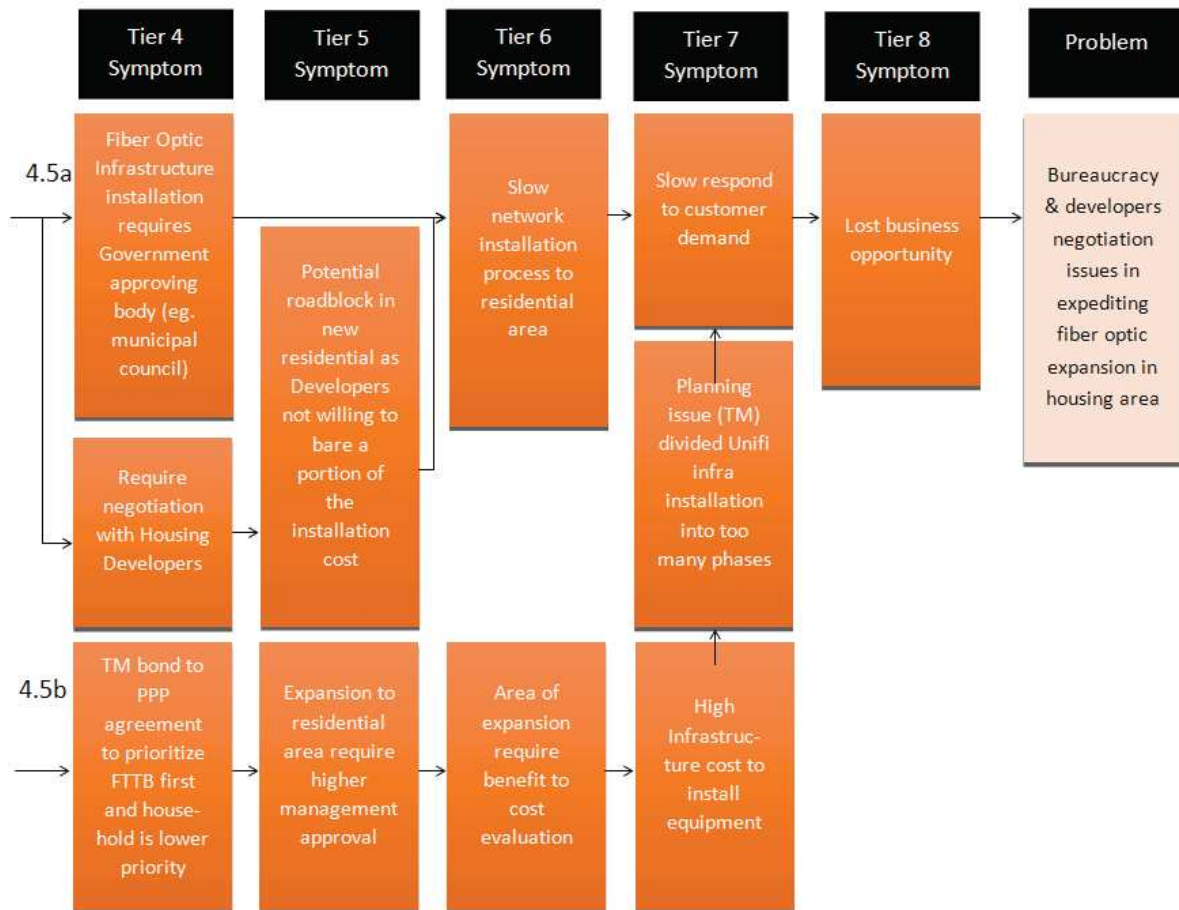 Tier 4
Symptom
Tier 5
Symptom
Tier 6
Symptom
Tier 7
Symptom
Tier 8
Symptom
Problem
4.5a
Fiber Optic
Infrastructure
installation
requires
Government
approving
body (eg.
municipal
council)
Potential
roadblock in
new
residential as
Developers
not willing to
bare a
portion of
the
installation
cost
Slow
network
installation
process to
residential
area
Slow respond
to customer
demand
Lost business
opportunity
Bureaucracy
& developers
negotiation
issues in
expediting
fiber optic
expansion in
housing area
Require
negotiation
with Housing
Developers
Planning
issue (TM)
divided Unifi
infra
installation
into too
many phases
4.5b
TM bond to
PPP
agreement
to prioritize
FTTB first
and house-
hold is lower
priority
Expansion to
residential
area require
higher
management
approval
Area of
expansion
require
benefit to
cost
evaluation
High
Infrastruc-
ture cost to
install
equipment